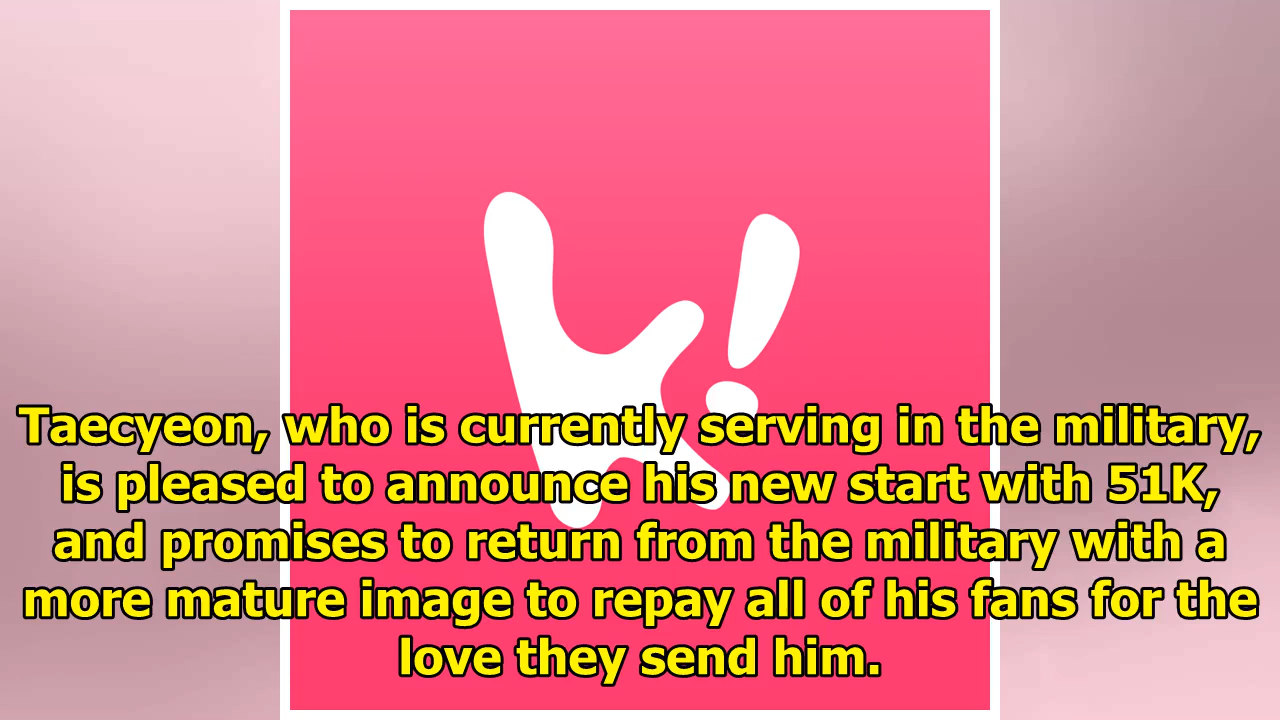 k!
Taecyeon, who is currently serving in the military,
is pleased to announce his new start with 51K,
and promises to return from the military with a
more mature image to repay all of his fans for the
love they send him.